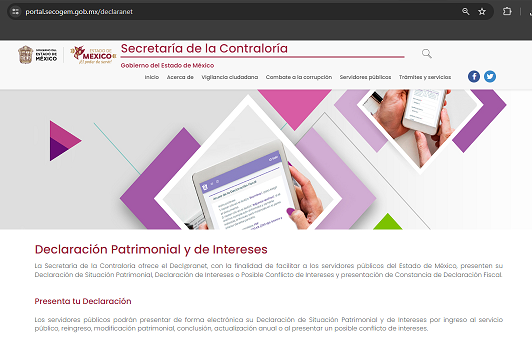 portal.secogem.gob.mx/declaranet
GOBIERNO DEL
ESTADO DE
MÉXICO
ESTADO DE
MÉXICO
¡El poder de servir!
Secretaría de la Contraloría
Gobierno del Estado de México
Inicio Acerca de Vigilancia ciudadana Combate a la corrupción Servidores públicos Trámites y servicios
Declaración Patrimonial y de Intereses
La Secretaría de la Contraloría ofrece el Decl@ranet, con la finalidad de facilitar a los servidores públicos del Estado de México, presenten su
Declaración de Situación Patrimonial, Declaración de Intereses o Posible Conflicto de Intereses y presentación de Constancia de Declaración Fiscal.
Presenta tu Declaración
Los servidores públicos podrán presentar de forma electrónica su Declaración de Situación Patrimonial y de Intereses por ingreso al servicio
público, reingreso, modificación patrimonial, conclusión, actualización anual o al presentar un posible conflicto de intereses.